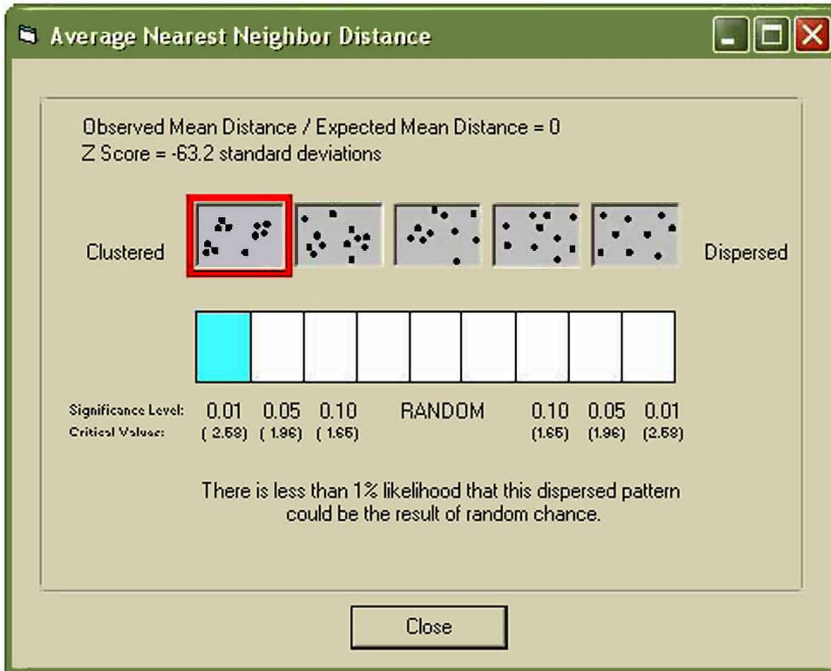 Average Nearest Neighbor Distance
Observed Mean Distance / Expected Mean Distance = 0
Z Score = -63.2 standard deviations
Clustered Dispersed
Significance Level: 0.01 0.05 0.10 RANDOM 0.10 0.05 0.01
Critical Values: (-2.58) (-1.96) (-1.65) (1.65) (1.96) (2.58)
There is less than 1% likelihood that this dispersed pattern
could be the result of random chance.
Close